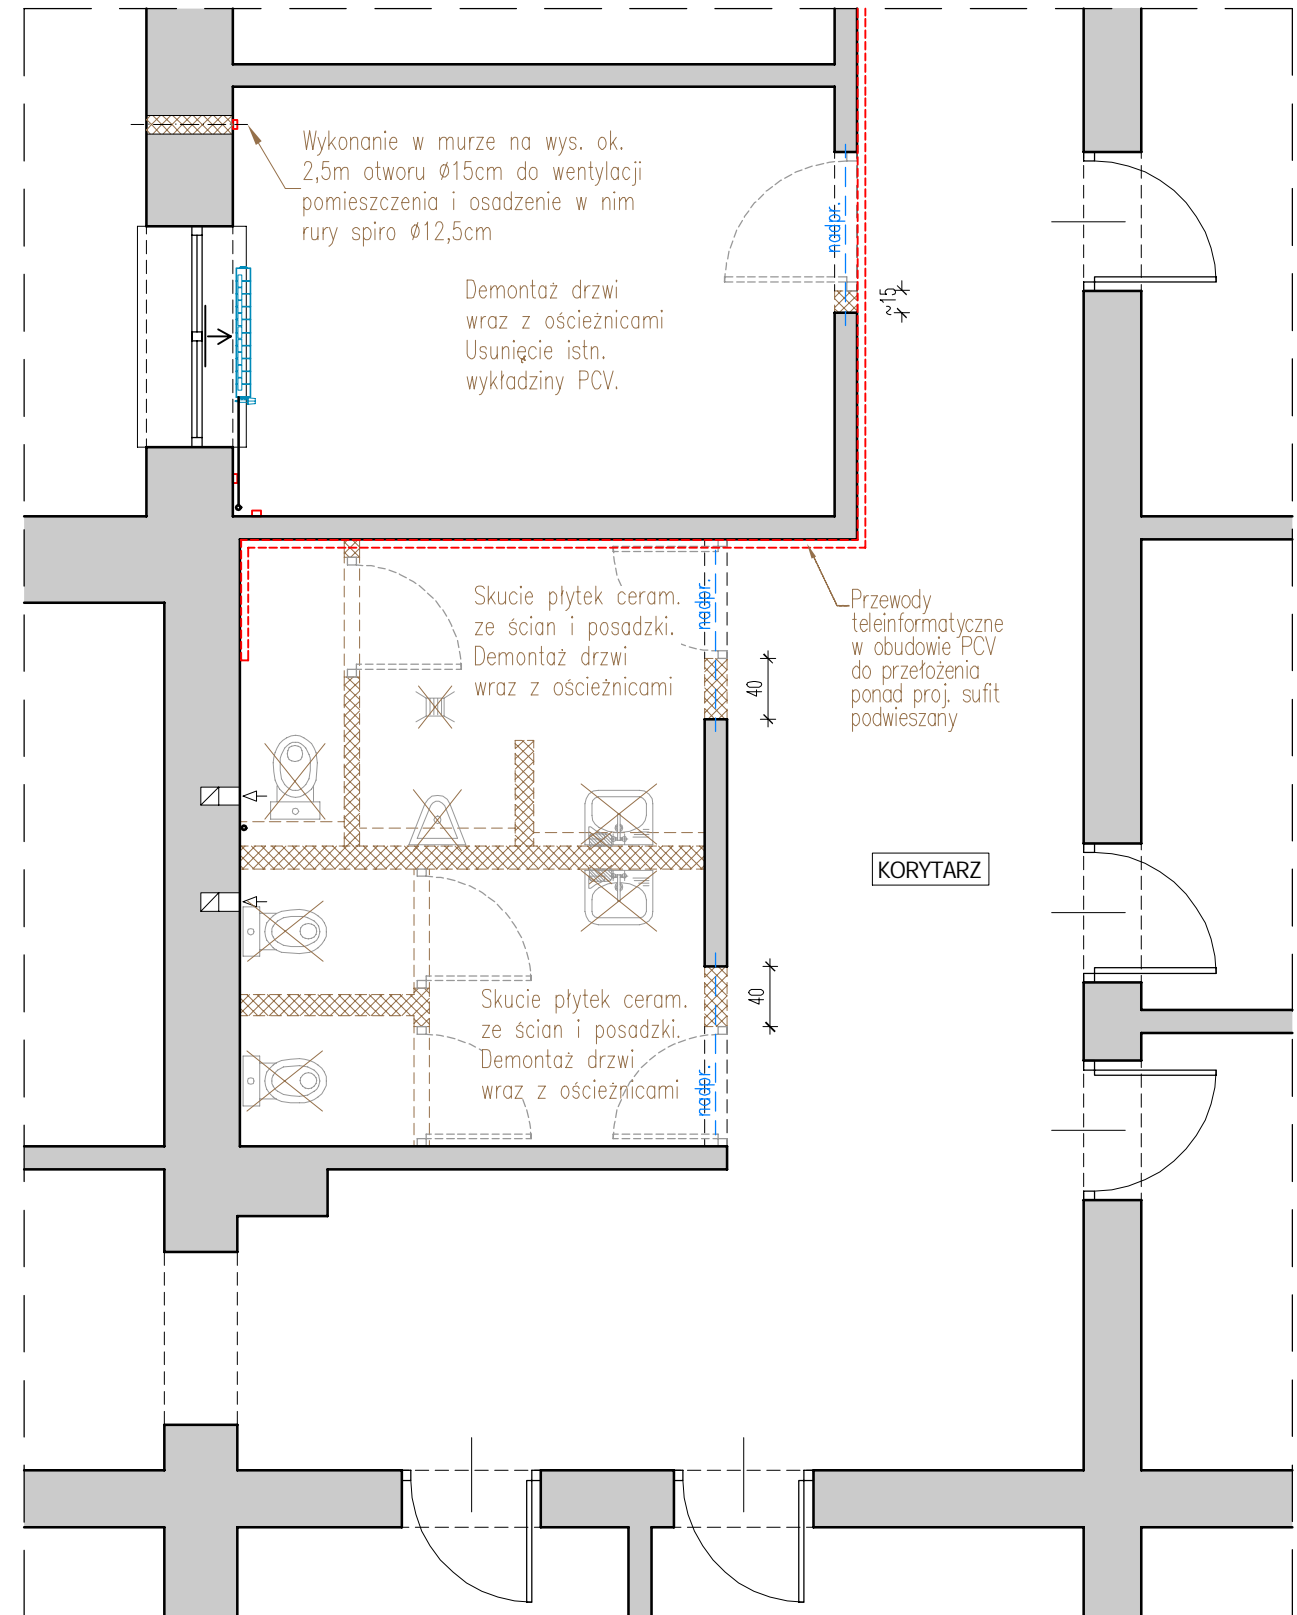 Wykonanie w murze na wys. ok.
2,5m otworu Ø15cm do wentylacji
pomieszczenia i osadzenie w nim
rury spiro Ø12,5cm
nadpr.
Demontaż drzwi
wraz z ościeżnicami
Usunięcie istn.
wykładziny PCV.
~15
Skucie płytek ceram.
ze ścian i posadzki.
Demontaż drzwi
wraz z ościeżnicami
nadpr.
40
Przewody
teleinformatyczne
w obudowie PCV
do przełożenia
ponad proj. sufit
podwieszany
KORYTARZ
40
Skucie płytek ceram.
ze ścian i posadzki.
Demontaż drzwi
wraz z ościeżnicami
nadpr.